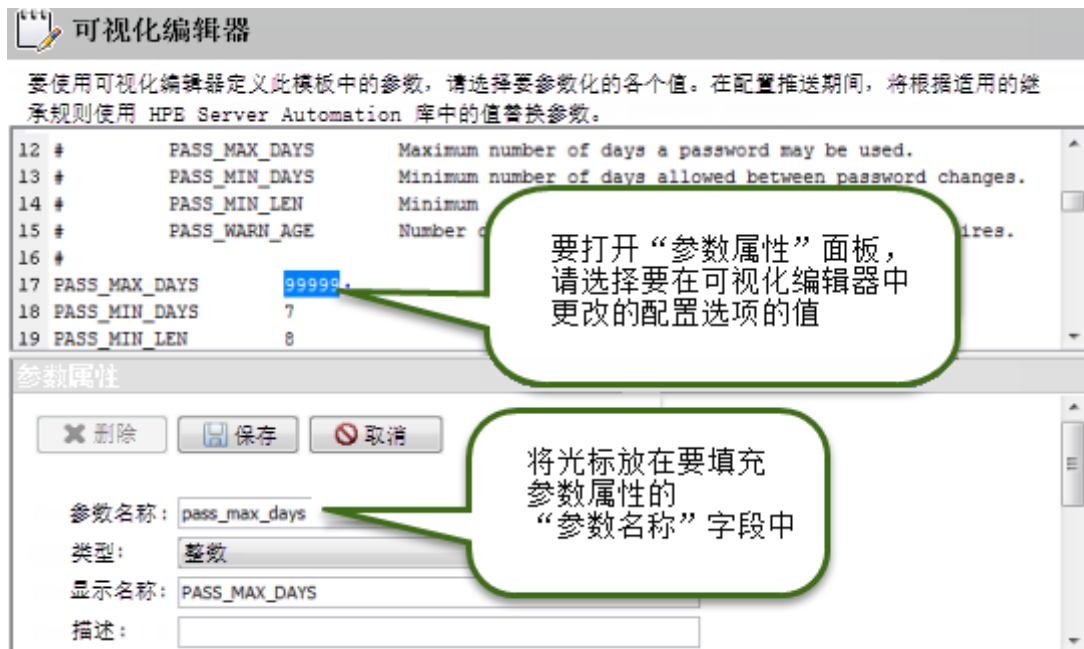 可视化编辑器
要使用可视化编辑器定义此模板中的参数，请选择要参数化的各个值。在配置推送期间，将根据适用的继
承规则使用 HPE Server Automation 库中的值替换参数。
12 # PASS_MAX_DAYS Maximum number of days a password may be used.
13 # PASS_MIN_DAYS Minimum number of days allowed between password changes.
14 # PASS_MIN_LEN Minimum
15 # PASS_WARN_AGE Number
16 #
17 PASS_MAX_DAYS 99999
18 PASS_MIN_DAYS 7
19 PASS_MIN_LEN 8
要打开“参数属性”面板，
请选择要在可视化编辑器中
更改的配置选项的值
参数属性
删除 保存 取消
将光标放在要填充
参数属性的
“参数名称”字段中
参数名称: pass_max_days
类型: 整数
显示名称: PASS_MAX_DAYS
描述: